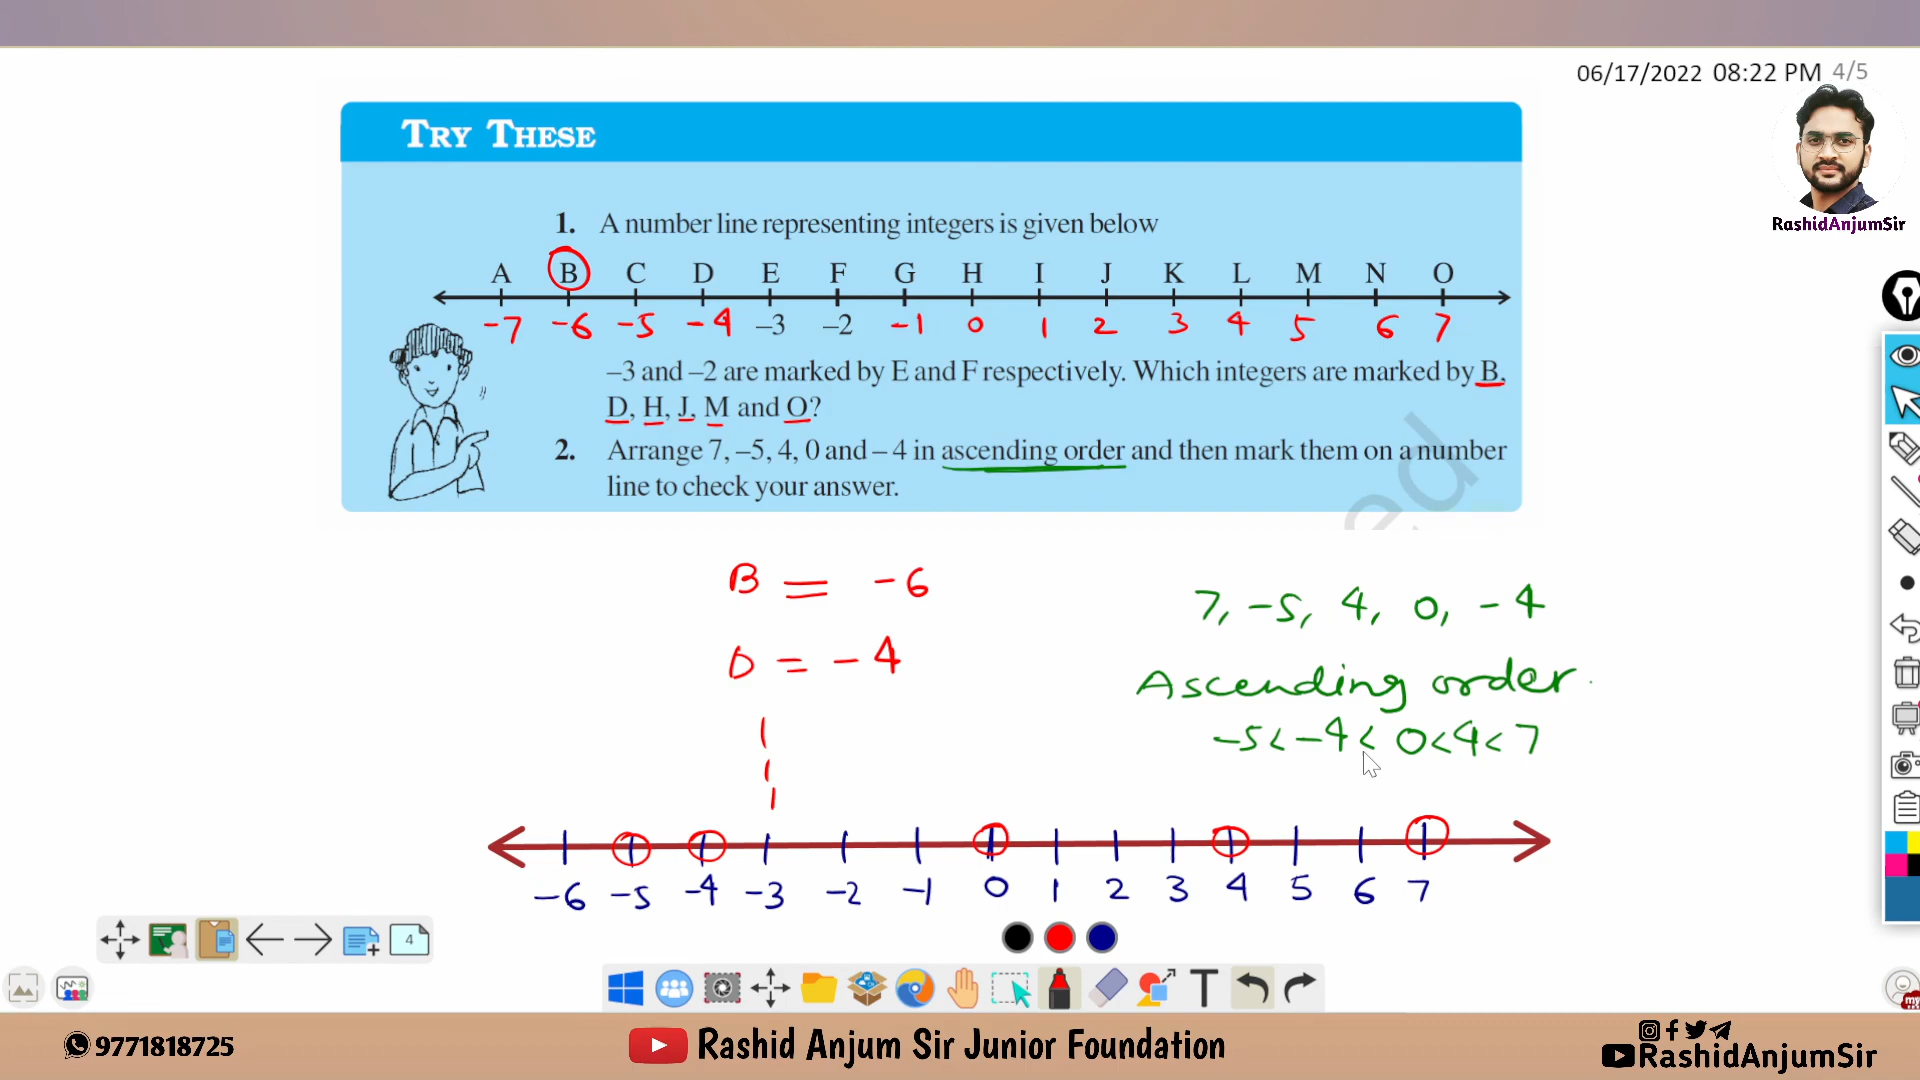 06/17/2022 08:22 PM 4/5
RashidAnjumSir
TRY THESE
1. A number line representing integers is given below
A B C D E F G H I J K L M N O
-7 -6 -5 -4 –3 –2 -1 0 1 2 3 4 5 6 7
–3 and –2 are marked by E and F respectively. Which integers are marked by B,
D, H, J, M and O?
2. Arrange 7, –5, 4, 0 and – 4 in ascending order and then mark them on a number
line to check your answer.
ed
B = -6
D = -4
7, -5, 4, 0, -4
Ascending order
-5 < -4 < 0 < 4 < 7
-6 -5 -4 -3 -2 -1 0 1 2 3 4 5 6 7
4
T
my
9771818725
Rashid Anjum Sir Junior Foundation
RashidAnjumSir